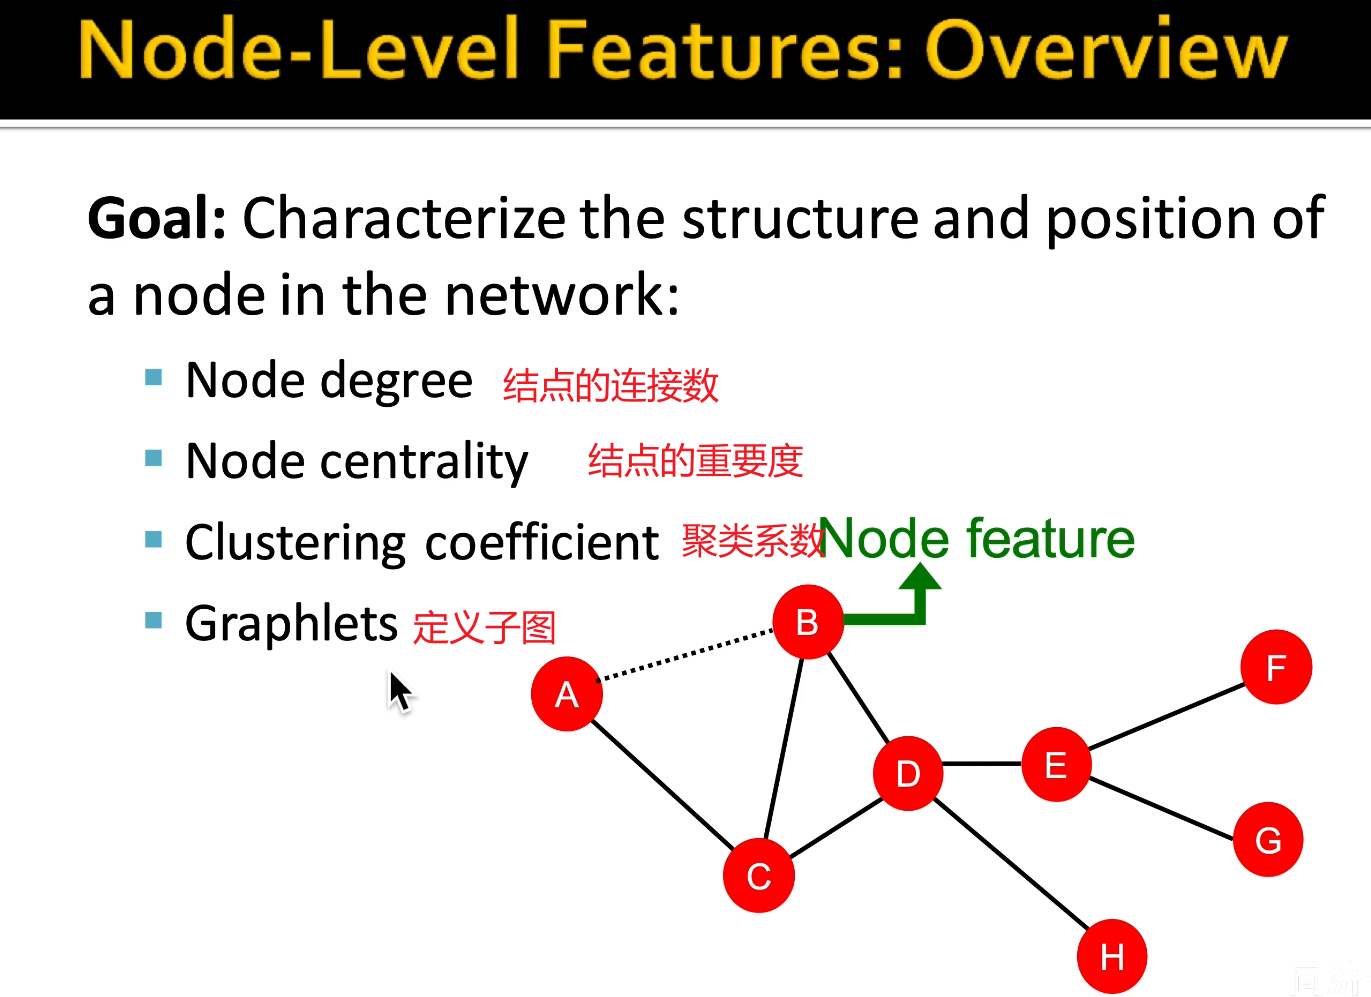 Node-Level Features: Overview
Goal: Characterize the structure and position of
a node in the network:
Node degree 结点的连接数
Node centrality 结点的重要度
Clustering coefficient 聚类系数
Node feature
Graphlets 定义子图
B
A
F
D
E
G
C
H